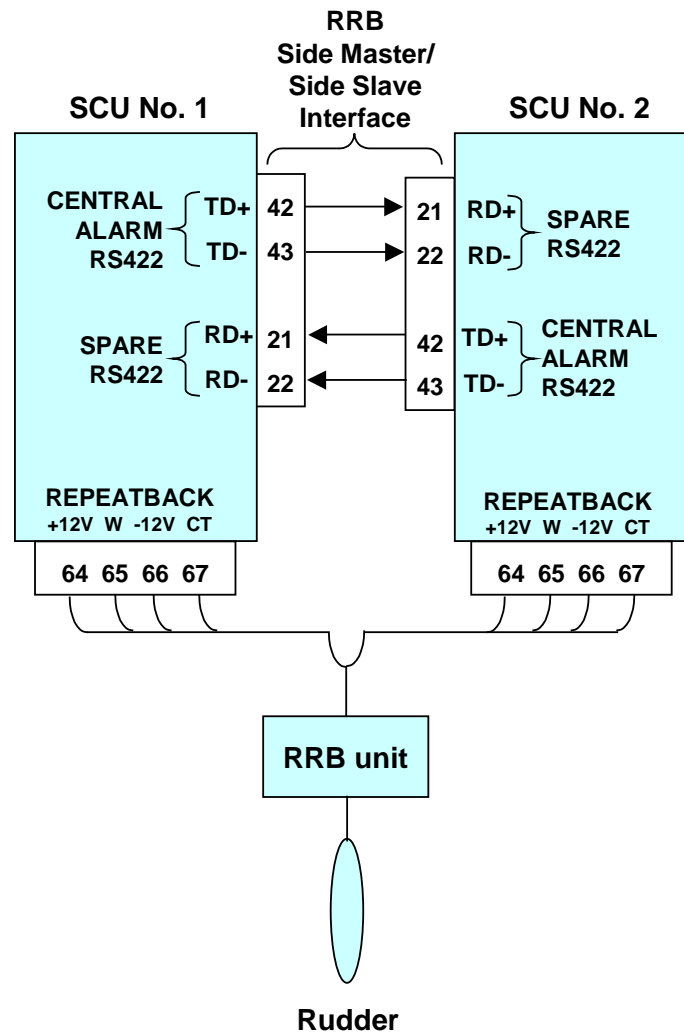 RRB
Side Master/
Side Slave
Interface
SCU No. 1
SCU No. 2
CENTRAL
ALARM
RS422
TD+
TD-
42
43
SPARE
RS422
RD+
RD-
21
22
21
22
RD+
RD-
SPARE
RS422
42
43
TD+
TD-
CENTRAL
ALARM
RS422
REPEATBACK
+12V W -12V CT
64 65 66 67
REPEATBACK
+12V W -12V CT
64 65 66 67
RRB unit
Rudder